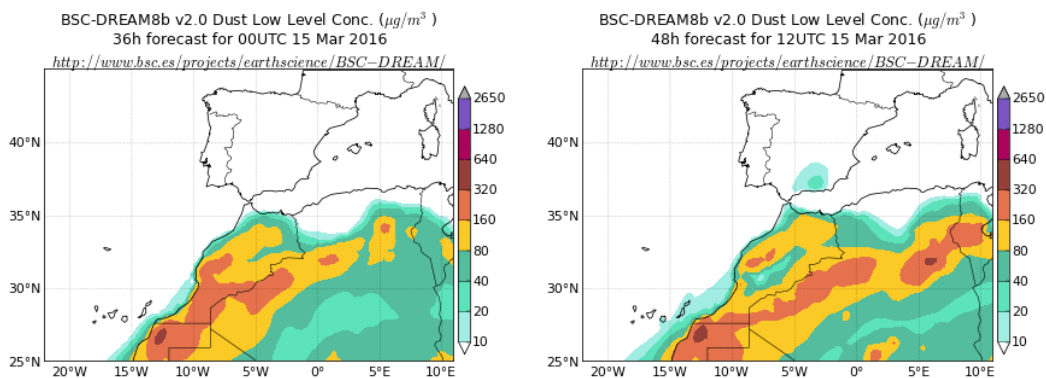 BSC-DREAM8b v2.0 Dust Low Level Conc. (μg/m³ )
36h forecast for 00UTC 15 Mar 2016
http://www.bsc.es/projects/earthscience/BSC−DREAM/
2650
1280
640
320
160
80
40
20
10
40°N
35°N
30°N
25°N
20°W
15°W
10°W
5°W
0°
5°E
10°E
BSC-DREAM8b v2.0 Dust Low Level Conc. (μg/m³ )
48h forecast for 12UTC 15 Mar 2016
http://www.bsc.es/projects/earthscience/BSC−DREAM/
2650
1280
640
320
160
80
40
20
10
40°N
35°N
30°N
25°N
20°W
15°W
10°W
5°W
0°
5°E
10°E